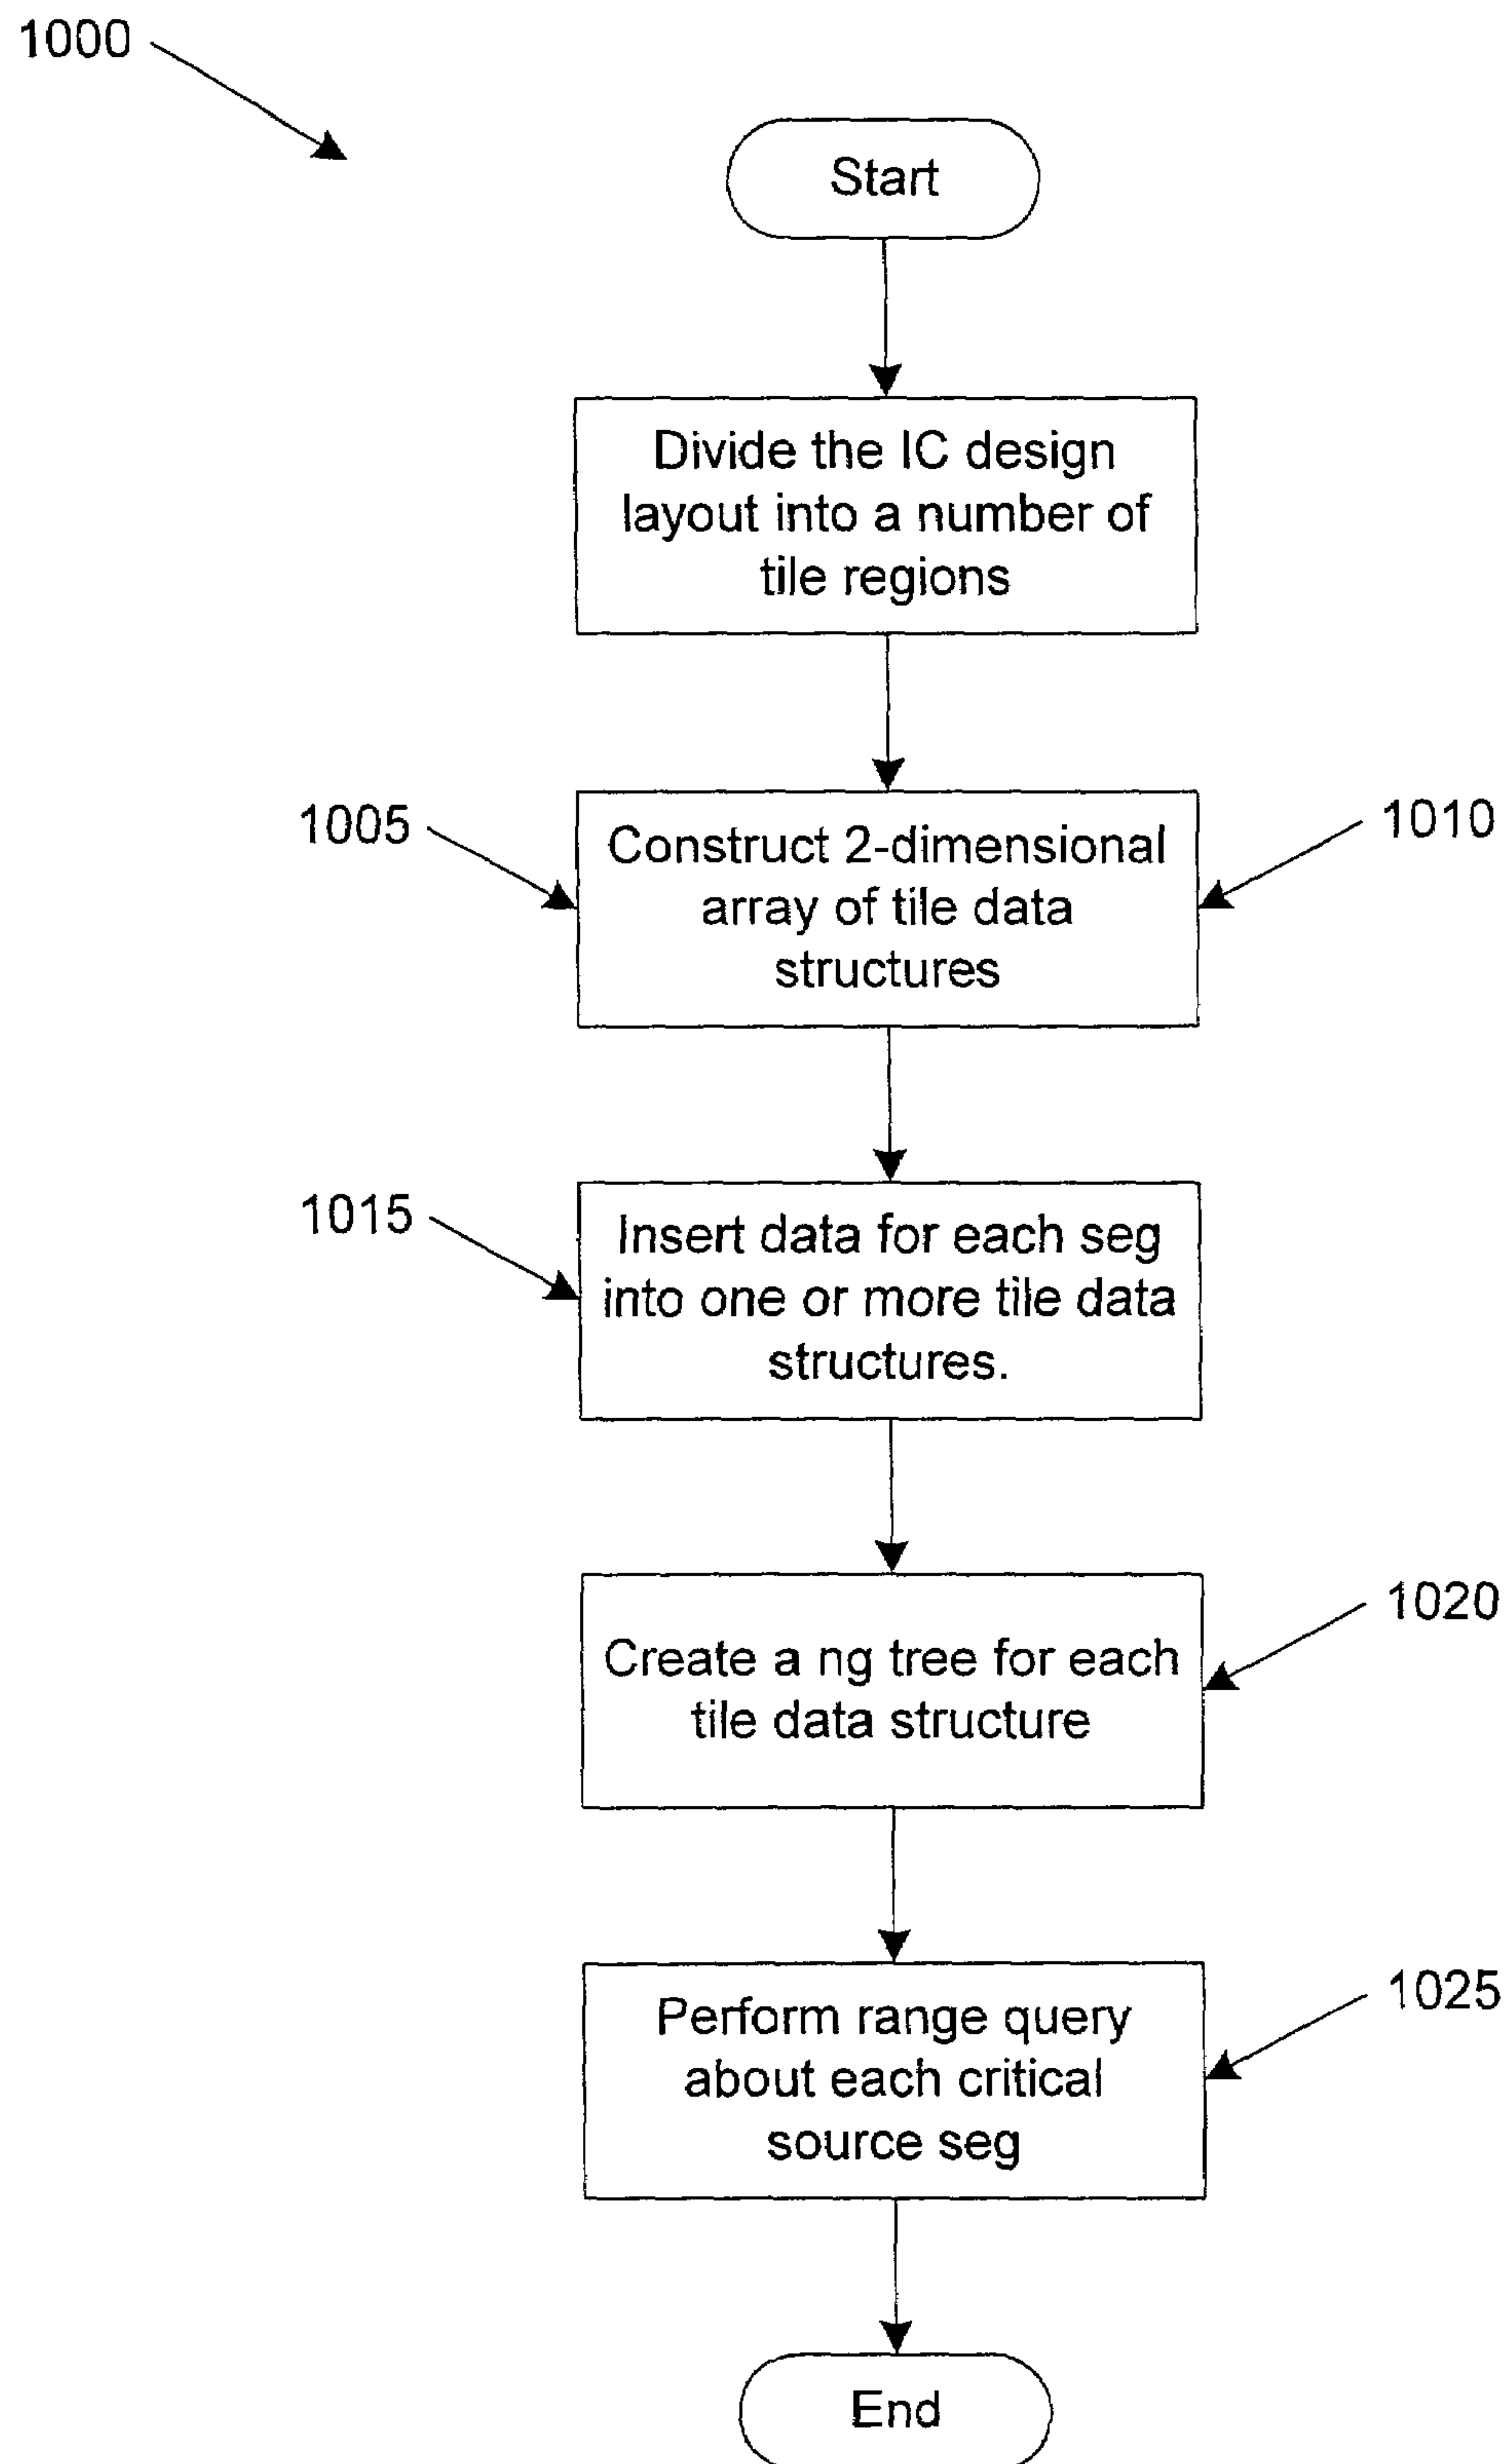 1000
Start
Divide the IC design
layout into a number of
tile regions
1005
1010
Construct 2-dimensional
array of tile data
structures
1015
Insert data for each seg
into one or more tile data
structures.
1020
Create a ng tree for each
tile data structure
1025
Perform range query
about each critical
source seg
End